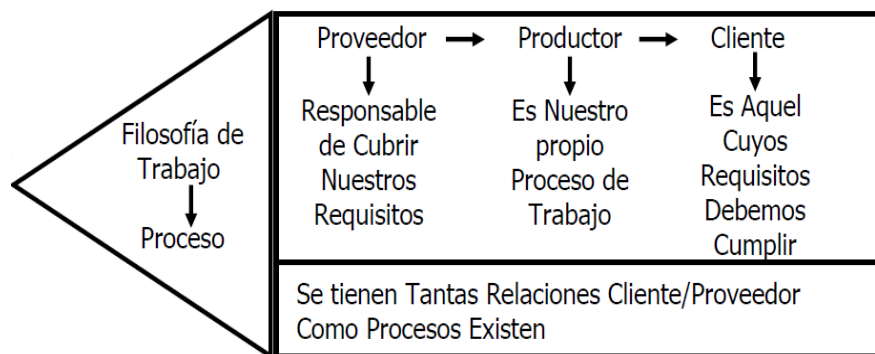 Filosofía de
Trabajo
Proceso
Proveedor
Productor
Cliente
Responsable
de Cubrir
Nuestros
Requisitos
Es Nuestro
propio
Proceso de
Trabajo
Es Aquel
Cuyos
Requisitos
Debemos
Cumplir
Se tienen Tantas Relaciones Cliente/Proveedor
Como Procesos Existen